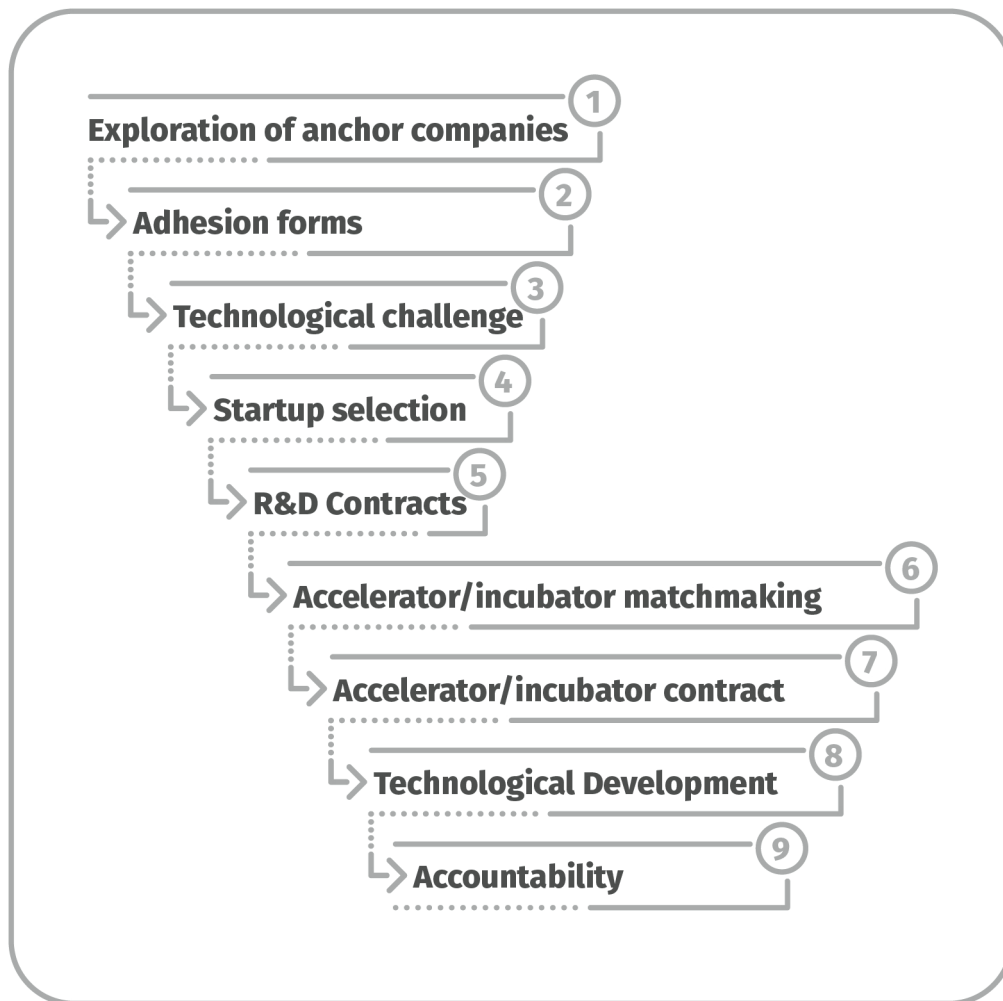 1
Exploration of anchor companies
2
Adhesion forms
3
Technological challenge
4
Startup selection
5
R&D Contracts
6
Accelerator/incubator matchmaking
7
Accelerator/incubator contract
8
Technological Development
9
Accountability